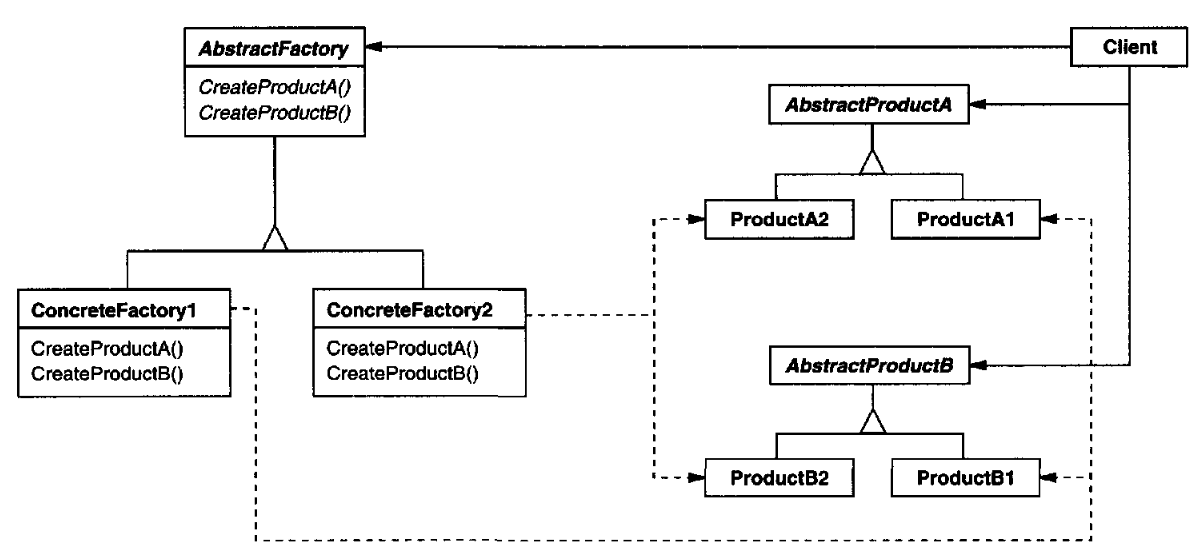 AbstractFactory
CreateProductA()
CreateProductB()
Client
AbstractProductA
ProductA2
ProductA1
ConcreteFactory1
CreateProductA()
CreateProductB()
ConcreteFactory2
CreateProductA()
CreateProductB()
AbstractProductB
ProductB2
ProductB1